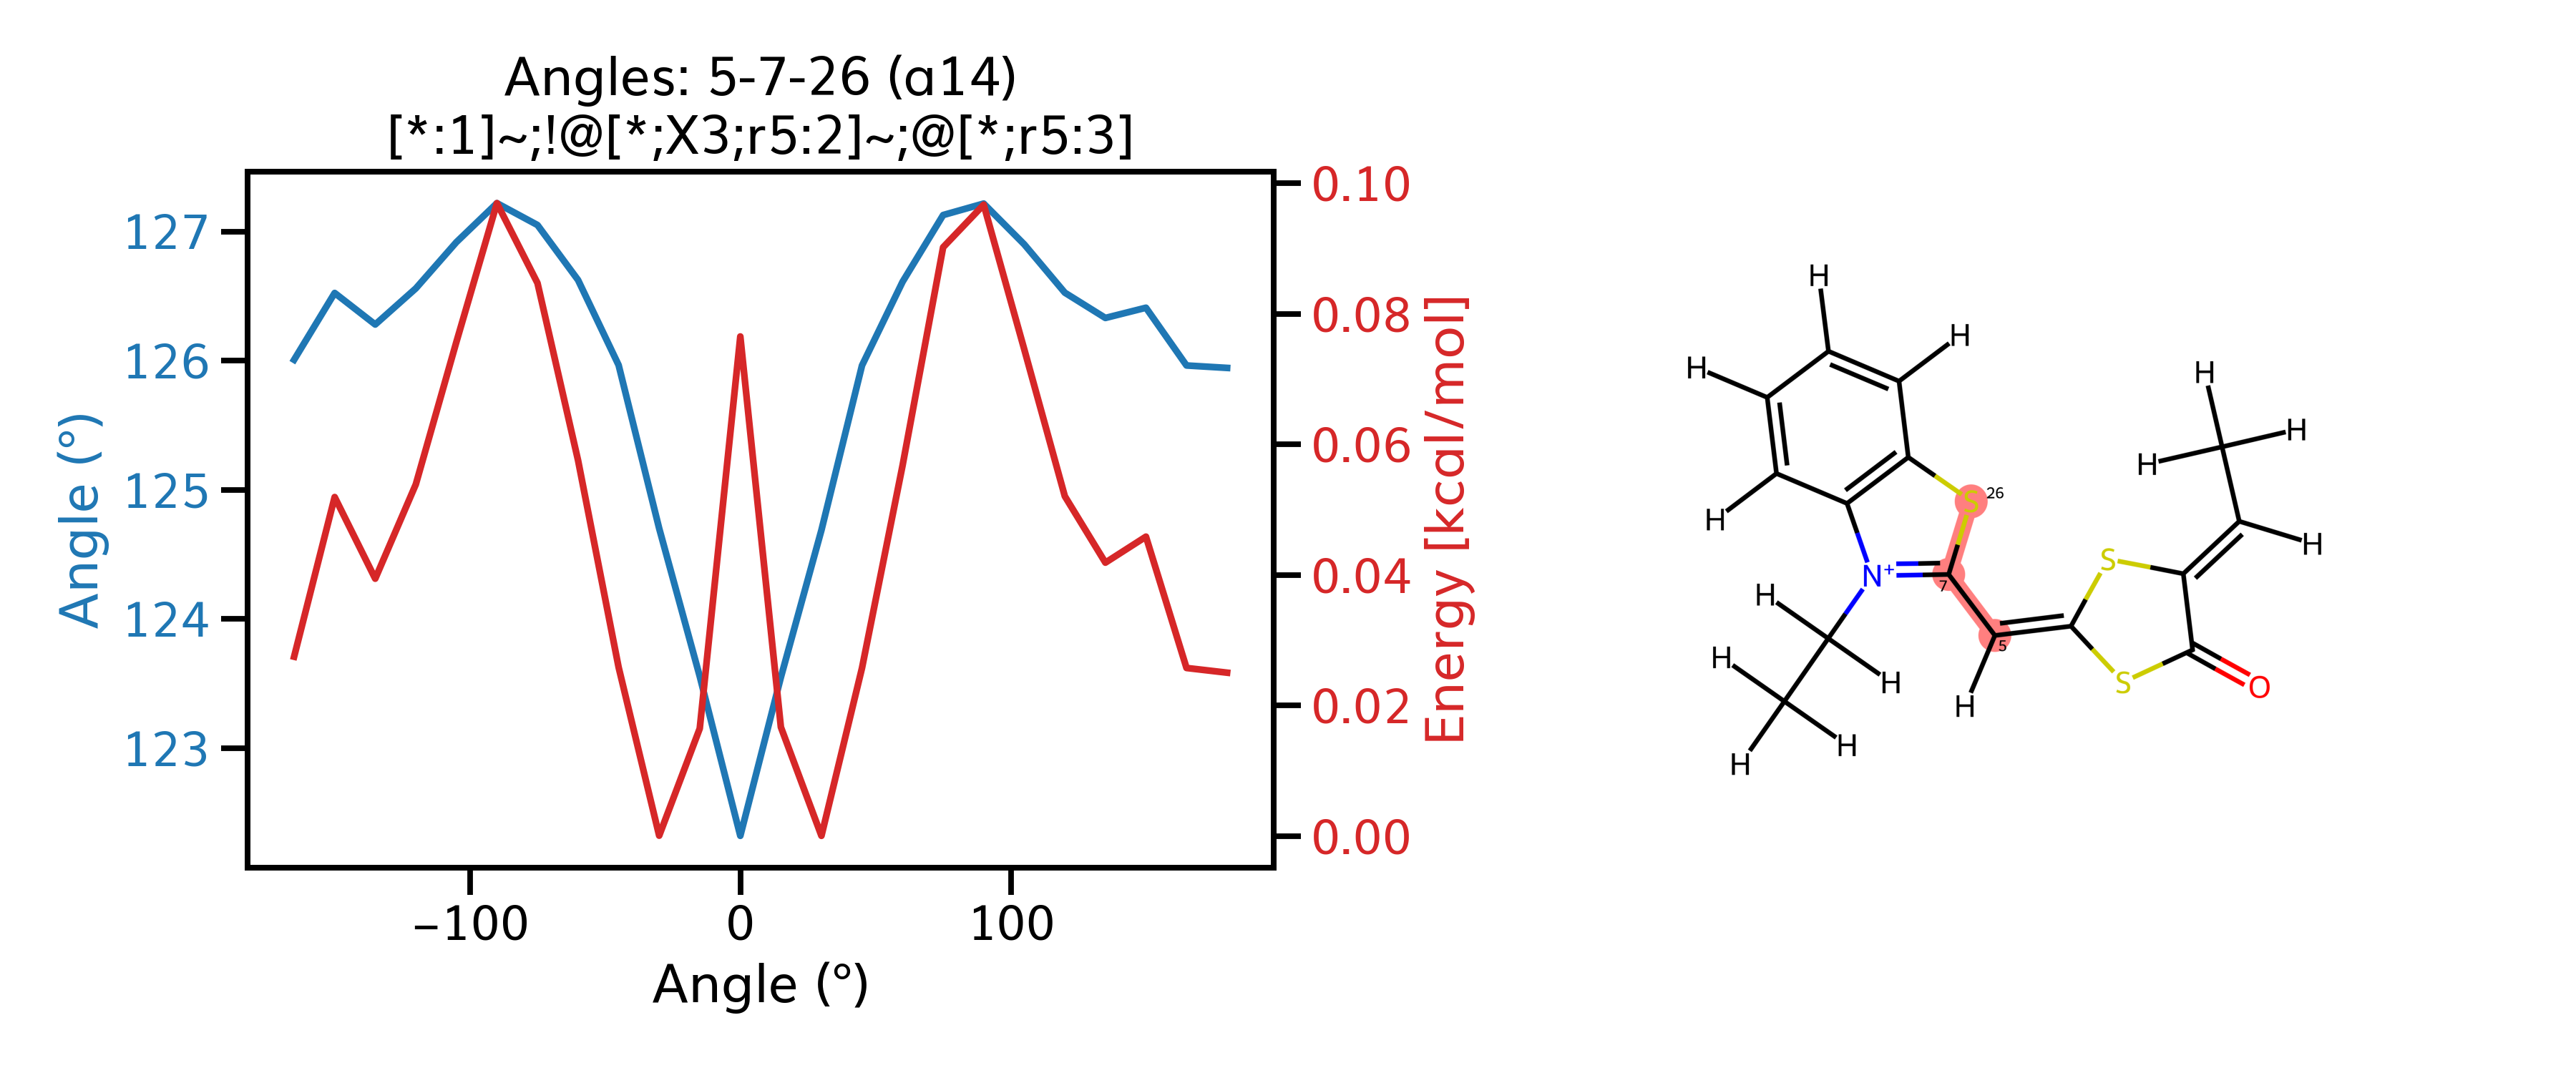 Angles: 5-7-26 (a14)
[*:1]~;!@[*;X3;r5:2]~;@[*;r5:3]
127
126
125
124
123
Angle (°)
0.10
0.08
0.06
0.04
0.02
0.00
Energy [kcal/mol]
−100
0
100
Angle (°)
H
H
H
H
S
26
H
H
H
H
S
N+
7
H
5
H
H
H
S
O
H
H
H